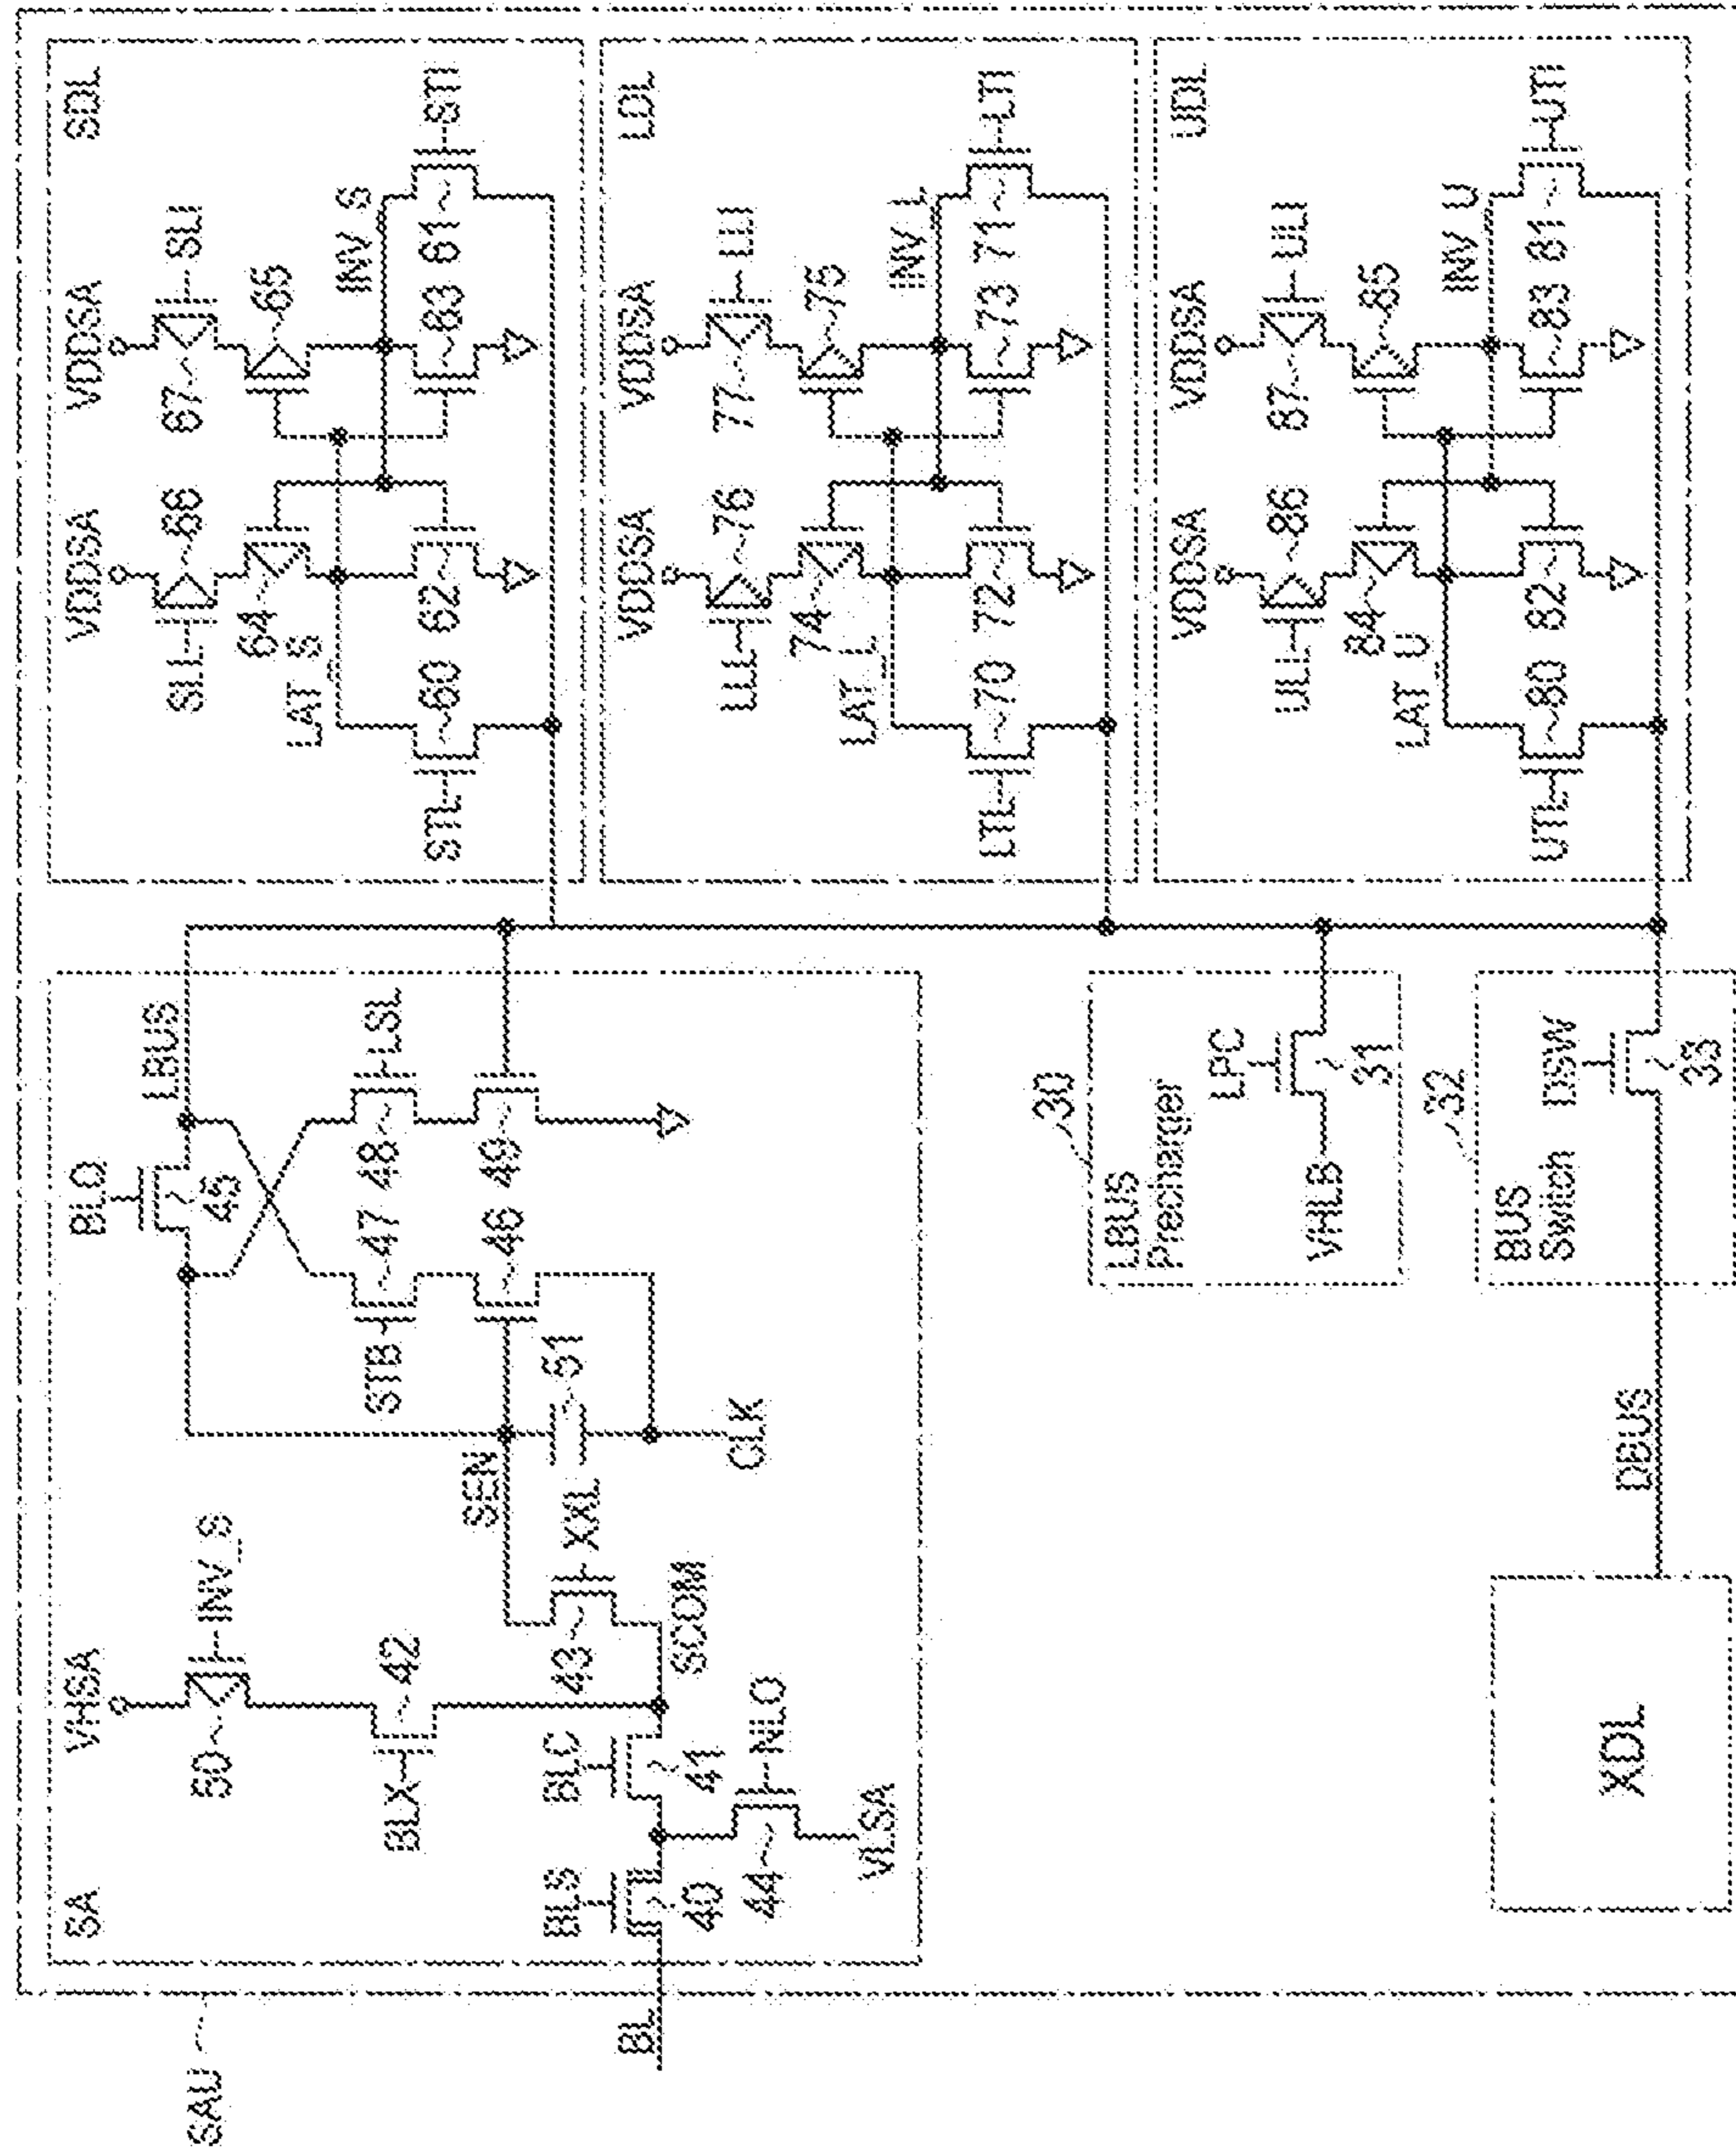 SAU
SA
VHSA
50
INV_S
BLX
42
BLS
40
BLC
41
44
NLO
VLSA
BL
43
XXL
SCOM
SEN
51
CLK
BLQ
45
LBUS
STB
47
48
LSL
46
49
30
LBUS
Precharger
LPC
31
VHLB
32
BUS
Switch
DSW
33
DBUS
XDL
SDL
VDDSA
VDDSA
SLL
66
67
SLI
64
65
LAT_S
INV_S
STL
60
62
63
61
STI
LDL
VDDSA
VDDSA
LLL
76
77
LLI
74
75
LAT_L
INV_L
LTL
70
72
73
71
LTI
UDL
VDDSA
VDDSA
ULL
86
87
ULI
84
85
LAT_U
INV_U
UTL
80
82
83
81
UTI